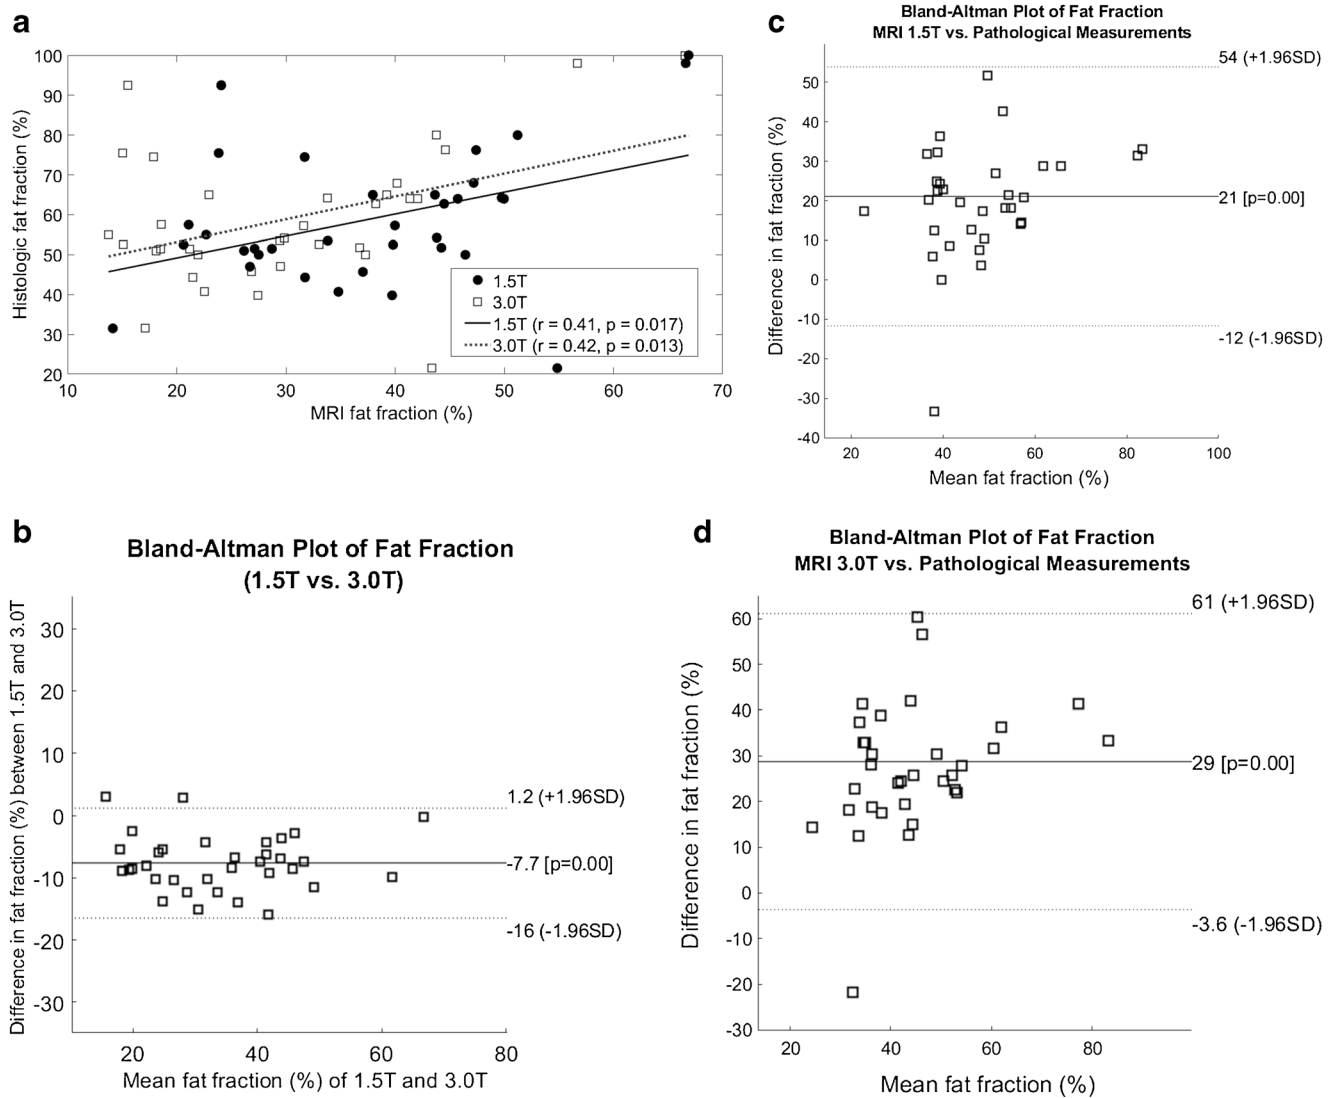 a
100
90
80
70
60
50
40
30
20
Histologic fat fraction (%)
10 20 30 40 50 60 70
MRI fat fraction (%)
1.5T
3.0T
1.5T (r = 0.41, p = 0.017)
3.0T (r = 0.42, p = 0.013)
c
Bland-Altman Plot of Fat Fraction
MRI 1.5T vs. Pathological Measurements
54 (+1.96SD)
21 [p=0.00]
-12 (-1.96SD)
50
40
30
20
10
0
-10
-20
-30
-40
Difference in fat fraction (%)
20 40 60 80 100
Mean fat fraction (%)
b
Bland-Altman Plot of Fat Fraction
(1.5T vs. 3.0T)
30
20
10
0
-10
-20
-30
Difference in fat fraction (%) between 1.5T and 3.0T
1.2 (+1.96SD)
-7.7 [p=0.00]
-16 (-1.96SD)
20 40 60 80
Mean fat fraction (%) of 1.5T and 3.0T
d
Bland-Altman Plot of Fat Fraction
MRI 3.0T vs. Pathological Measurements
61 (+1.96SD)
29 [p=0.00]
-3.6 (-1.96SD)
60
50
40
30
20
10
0
-10
-20
-30
Difference in fat fraction (%)
20 40 60 80
Mean fat fraction (%)